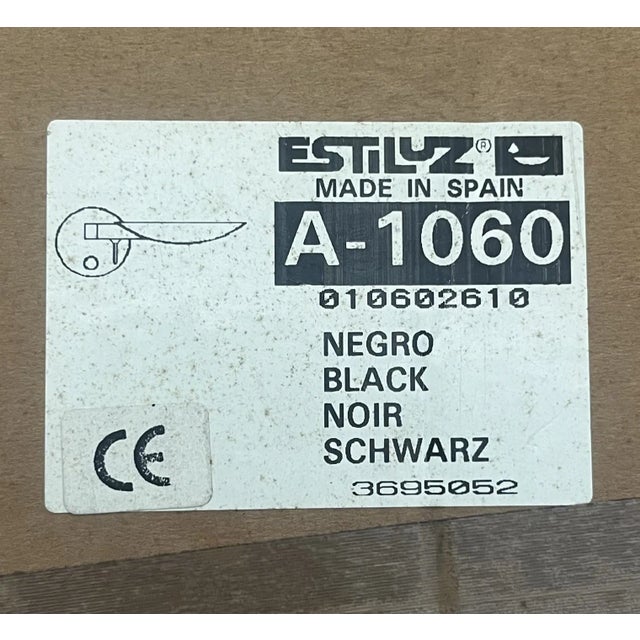 ESTiLUZ®
MADE IN SPAIN
A-1060
010602610
NEGRO
BLACK
NOIR
SCHWARZ
CE
3695052